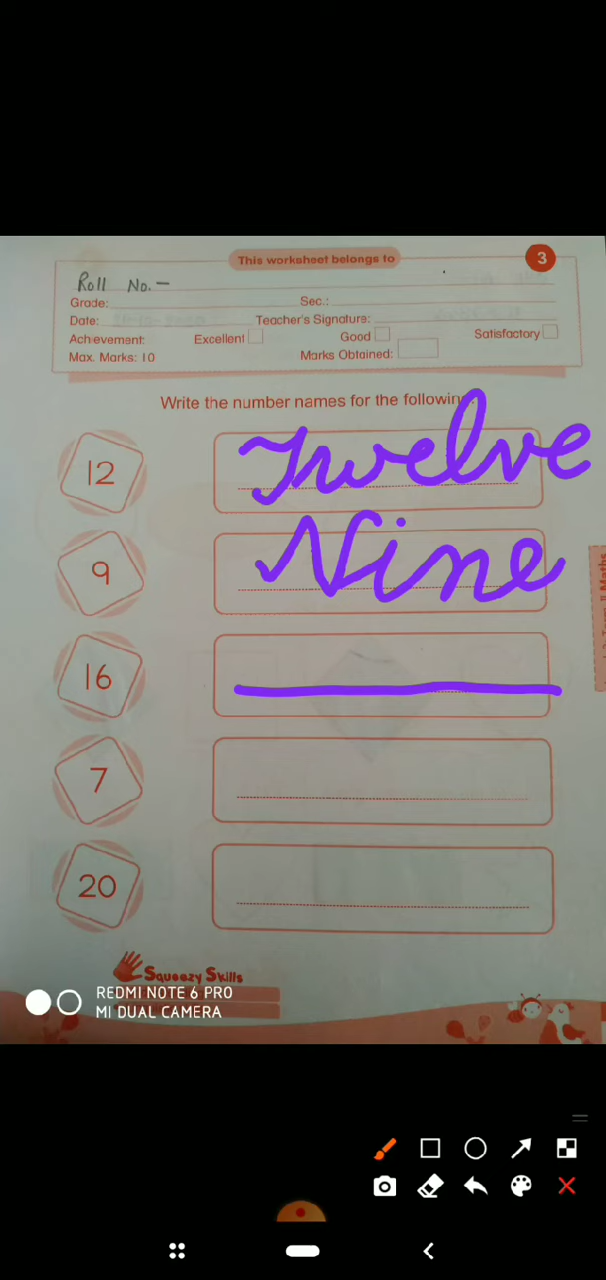 This worksheet belongs to
3
Roll No. -
Grade:
Sec.:
Date:
Teacher's Signature:
Achievement:
Excellent
Good
Satisfactory
Max. Marks: 10
Marks Obtained:
Write the number names for the following
12
Twelve
9
Nine
16
7
20
Maths
Squeezy Skills
REDMI NOTE 6 PRO
MI DUAL CAMERA